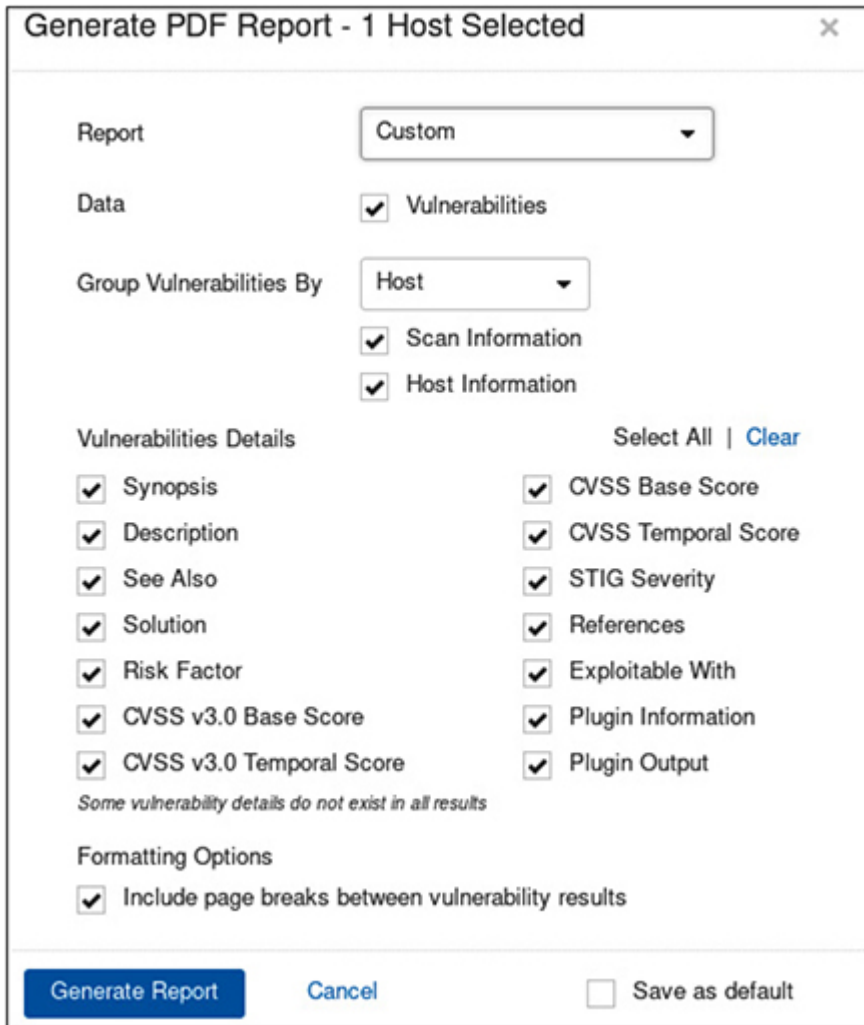 Generate PDF Report - 1 Host Selected
Report Custom
Data Vulnerabilities
Group Vulnerabilities By Host
Scan Information
Host Information
Vulnerabilities Details Select All | Clear
Synopsis CVSS Base Score
Description CVSS Temporal Score
See Also STIG Severity
Solution References
Risk Factor Exploitable With
CVSS v3.0 Base Score Plugin Information
CVSS v3.0 Temporal Score Plugin Output
Some vulnerability details do not exist in all results
Formatting Options
Include page breaks between vulnerability results
Generate Report Cancel Save as default